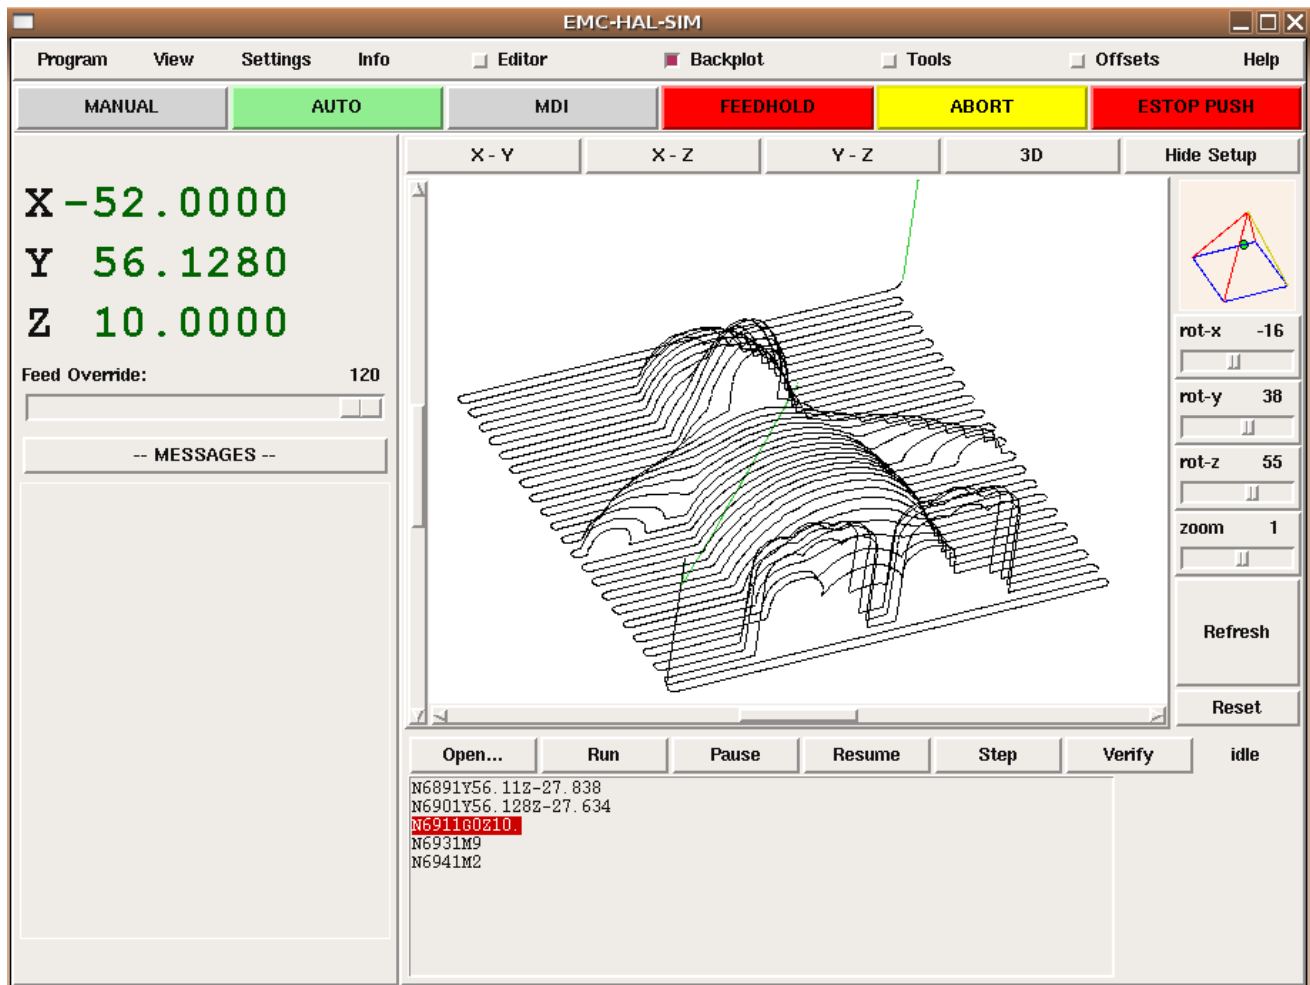 EMC-HAL-SIM
Program View Settings Info Editor Backplot Tools Offsets Help
MANUAL AUTO MDI FEEDHOLD ABORT ESTOP PUSH
X - Y X - Z Y - Z 3D Hide Setup
X -52.0000
Y 56.1280
Z 10.0000
Feed Override: 120
-- MESSAGES --
rot-x -16
rot-y 38
rot-z 55
zoom 1
Refresh
Reset
Open... Run Pause Resume Step Verify idle
N6891Y56.11Z-27.838
N6901Y56.128Z-27.634
N6911G0Z10.
N6931M9
N6941M2